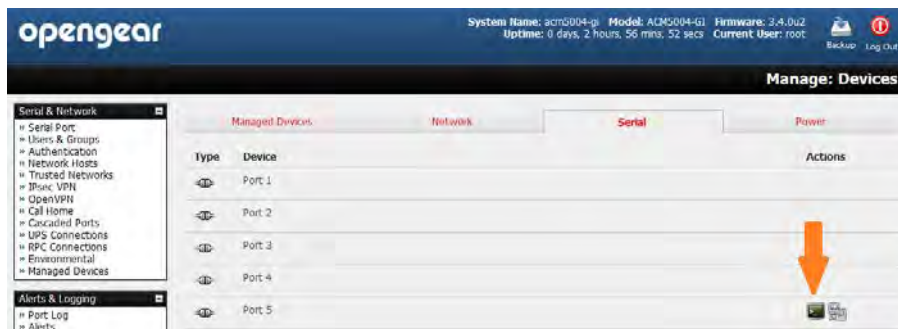 opengear
System Name: acm5004-gi Model: ACM5004-GI Firmware: 3.4.0u2
Uptime: 0 days, 2 hours, 56 mins, 52 secs Current User: root
Backup Log Out
Manage: Devices
Serial & Network
» Serial Port
» Users & Groups
» Authentication
» Network Hosts
» Trusted Networks
» IPsec VPN
» OpenVPN
» Call Home
» Cascaded Ports
» UPS Connections
» RPC Connections
» Environmental
» Managed Devices
Alerts & Logging
» Port Log
» Alerts
Managed Devices Network Serial Power
Type Device Actions
Port 1
Port 2
Port 3
Port 4
Port 5